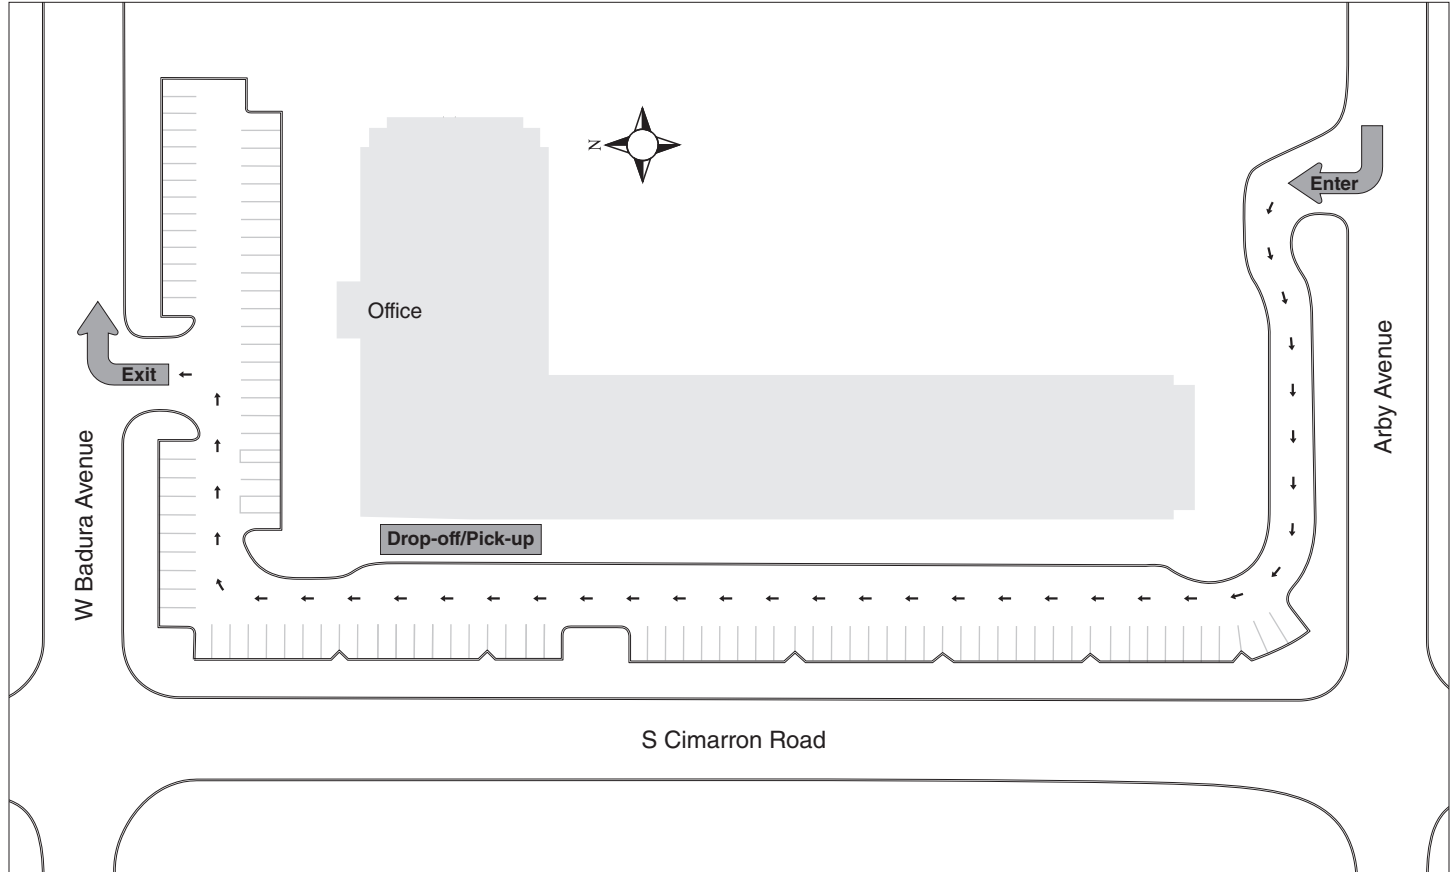 N
Enter
Office
Exit
Arby Avenue
W Badura Avenue
Drop-off/Pick-up
S Cimarron Road